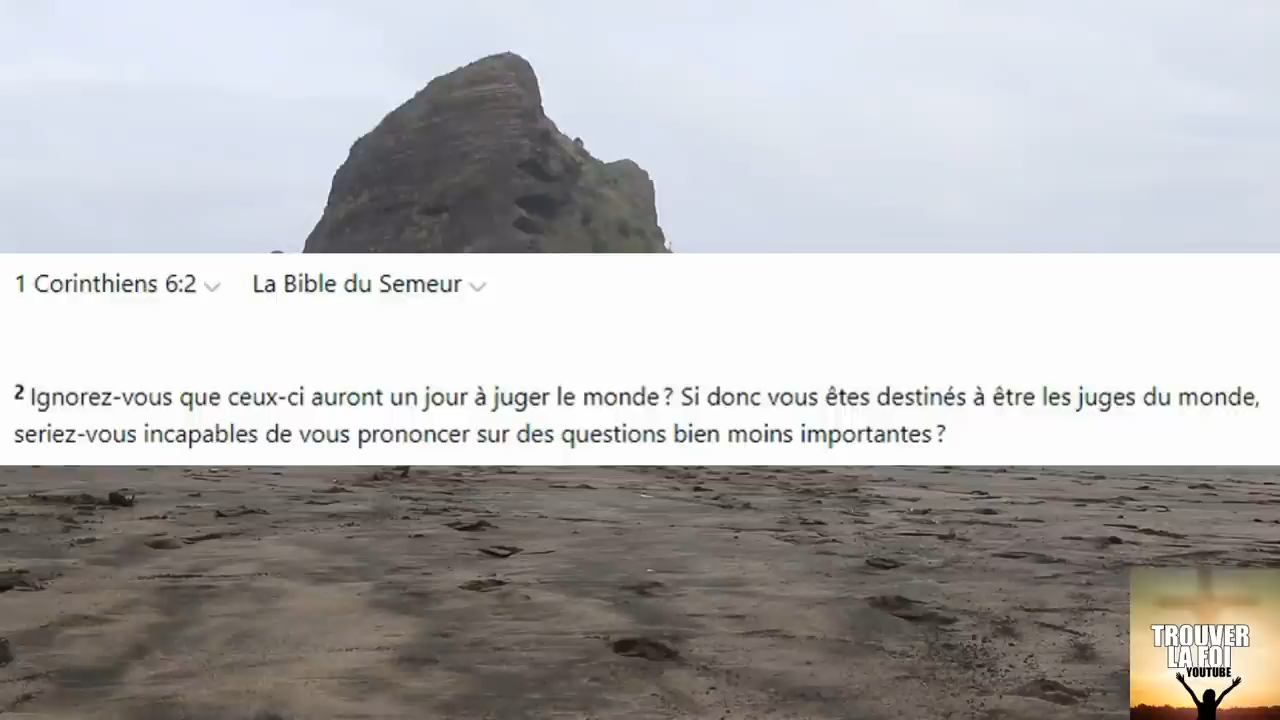 1 Corinthiens 6:2 La Bible du Semeur
2 Ignorez-vous que ceux-ci auront un jour à juger le monde ? Si donc vous êtes destinés à être les juges du monde,
seriez-vous incapables de vous prononcer sur des questions bien moins importantes ?
TROUVER
LA FOI
YOUTUBE